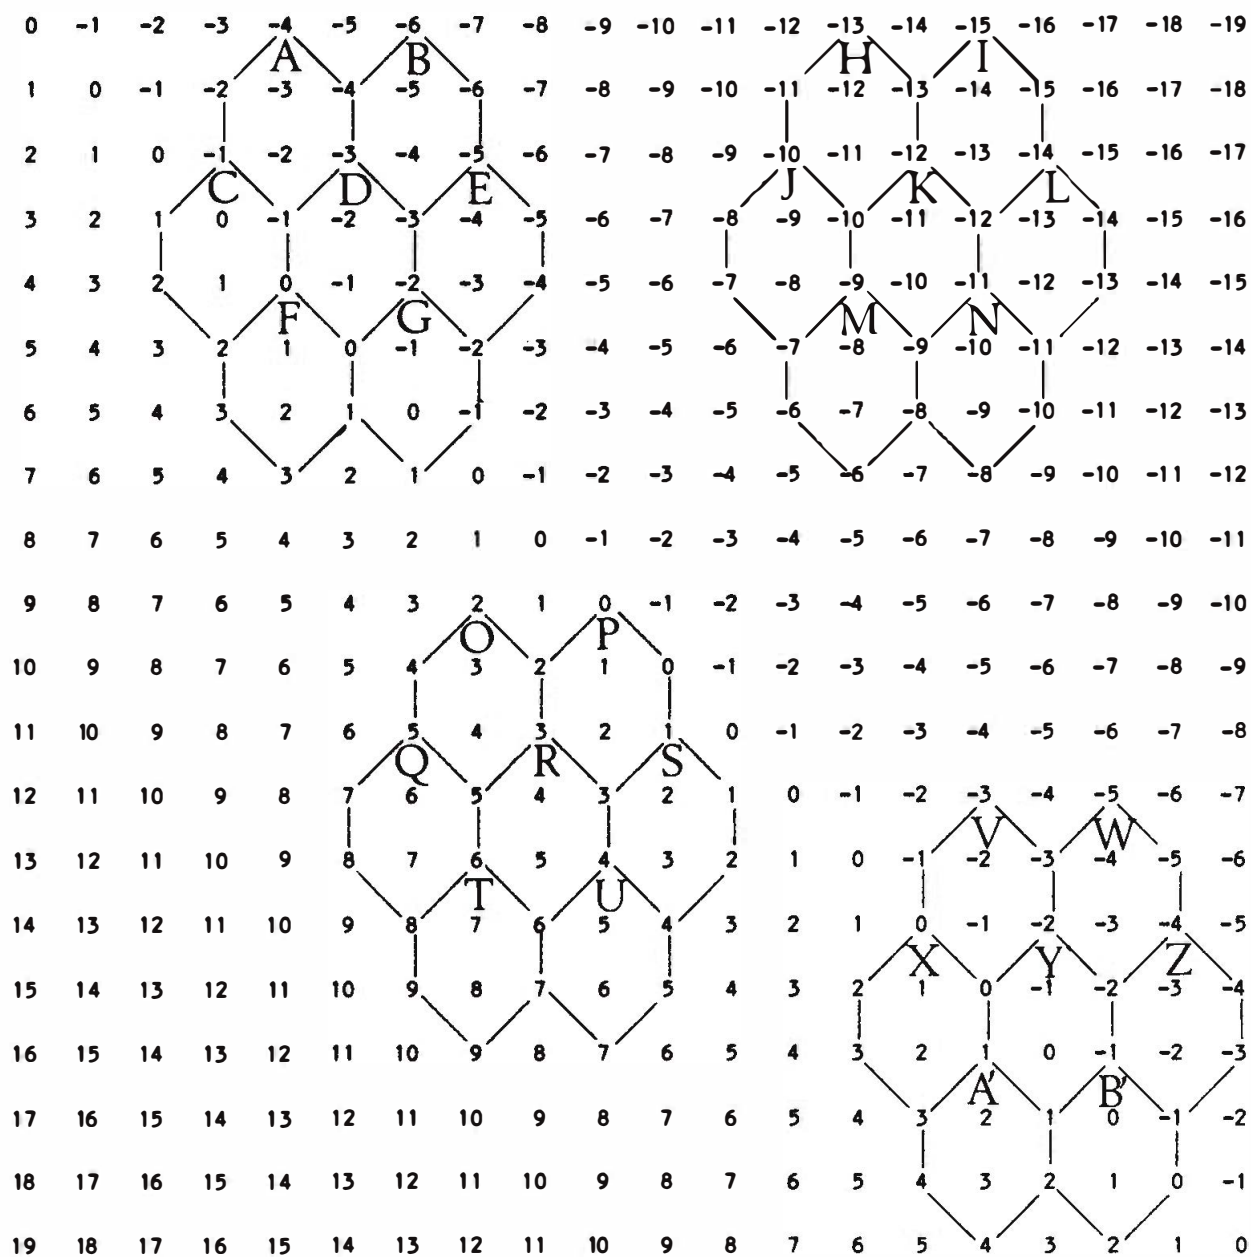 0 -1 -2 -3 -4 -5 -6 -7 -8 -9 -10 -11 -12 -13 -14 -15 -16 -17 -18 -19
A B H I
1 0 -1 -2 -3 -4 -5 -6 -7 -8 -9 -10 -11 -12 -13 -14 -15 -16 -17 -18
2 1 0 -1 -2 -3 -4 -5 -6 -7 -8 -9 -10 -11 -12 -13 -14 -15 -16 -17
C D E J K L
3 2 1 0 -1 -2 -3 -4 -5 -6 -7 -8 -9 -10 -11 -12 -13 -14 -15 -16
4 3 2 1 0 -1 -2 -3 -4 -5 -6 -7 -8 -9 -10 -11 -12 -13 -14 -15
F G M N
5 4 3 2 1 0 -1 -2 -3 -4 -5 -6 -7 -8 -9 -10 -11 -12 -13 -14
6 5 4 3 2 1 0 -1 -2 -3 -4 -5 -6 -7 -8 -9 -10 -11 -12 -13
7 6 5 4 3 2 1 0 -1 -2 -3 -4 -5 -6 -7 -8 -9 -10 -11 -12
8 7 6 5 4 3 2 1 0 -1 -2 -3 -4 -5 -6 -7 -8 -9 -10 -11
9 8 7 6 5 4 3 2 1 0 -1 -2 -3 -4 -5 -6 -7 -8 -9 -10
O P
10 9 8 7 6 5 4 3 2 1 0 -1 -2 -3 -4 -5 -6 -7 -8 -9
11 10 9 8 7 6 5 4 3 2 1 0 -1 -2 -3 -4 -5 -6 -7 -8
Q R S
12 11 10 9 8 7 6 5 4 3 2 1 0 -1 -2 -3 -4 -5 -6 -7
V W
13 12 11 10 9 8 7 6 5 4 3 2 1 0 -1 -2 -3 -4 -5 -6
T U
14 13 12 11 10 9 8 7 6 5 4 3 2 1 0 -1 -2 -3 -4 -5
X Y Z
15 14 13 12 11 10 9 8 7 6 5 4 3 2 1 0 -1 -2 -3 -4
16 15 14 13 12 11 10 9 8 7 6 5 4 3 2 1 0 -1 -2 -3
A' B'
17 16 15 14 13 12 11 10 9 8 7 6 5 4 3 2 1 0 -1 -2
18 17 16 15 14 13 12 11 10 9 8 7 6 5 4 3 2 1 0 -1
19 18 17 16 15 14 13 12 11 10 9 8 7 6 5 4 3 2 1 0